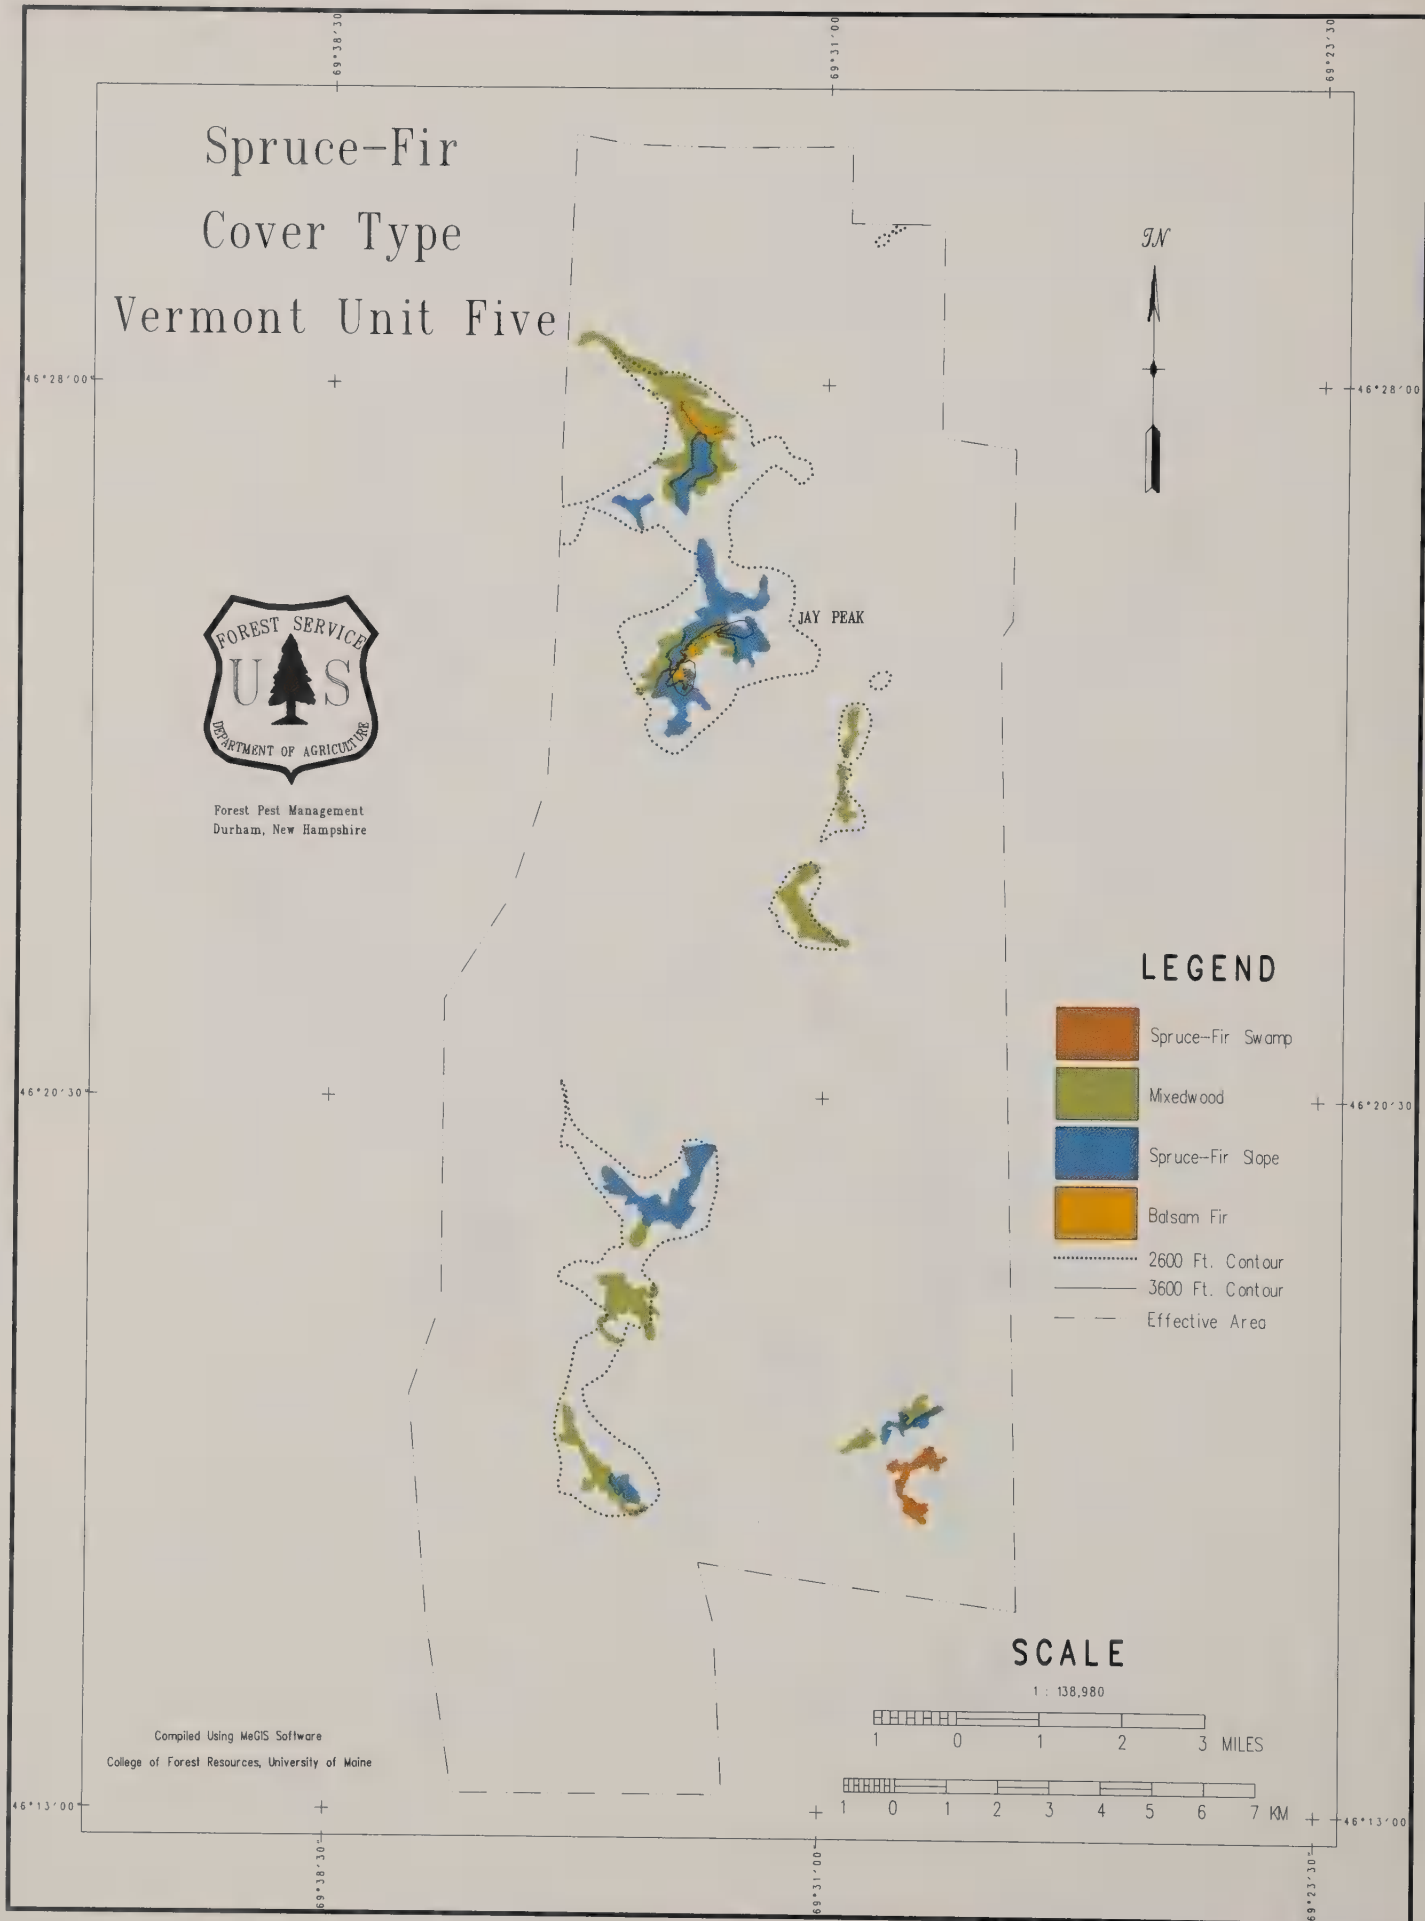 69°38'30
69°31'00
69°23'30
Spruce-Fir
Cover Type
Vermont Unit Five
TN
46°28'00
46°28'00
FOREST SERVICE
U S
DEPARTMENT OF AGRICULTURE
JAY PEAK
Forest Pest Management
Durham, New Hampshire
LEGEND
Spruce-Fir Swamp
Mixedwood
Spruce-Fir Slope
Balsam Fir
2600 Ft. Contour
3600 Ft. Contour
Effective Area
46°20'30"
46°20'30
SCALE
1 : 138,980
1 0 1 2 3 MILES
1 0 1 2 3 4 5 6 7 KM
Compiled Using MeGIS Software
College of Forest Resources, University of Maine
46°13'00"
46°13'00
69°38'30"
69°31'00"
69°23'30"